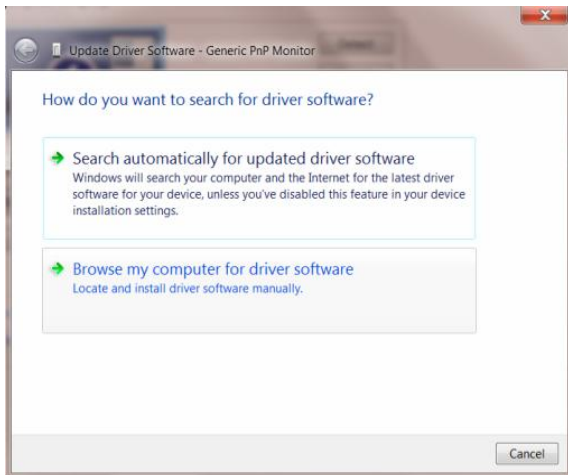 Update Driver Software - Generic PnP Monitor
How do you want to search for driver software?
Search automatically for updated driver software
Windows will search your computer and the Internet for the latest driver
software for your device, unless you've disabled this feature in your device
installation settings.
Browse my computer for driver software
Locate and install driver software manually.
Cancel